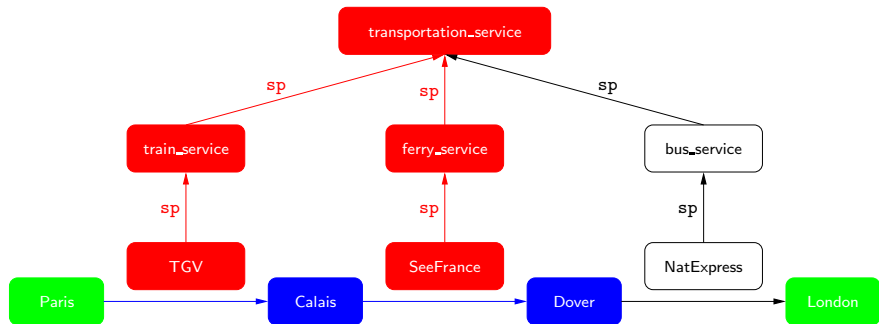 transportation_service
sp
sp
sp
train_service
ferry_service
bus_service
sp
sp
sp
TGV
SeeFrance
NatExpress
Paris
Calais
Dover
London